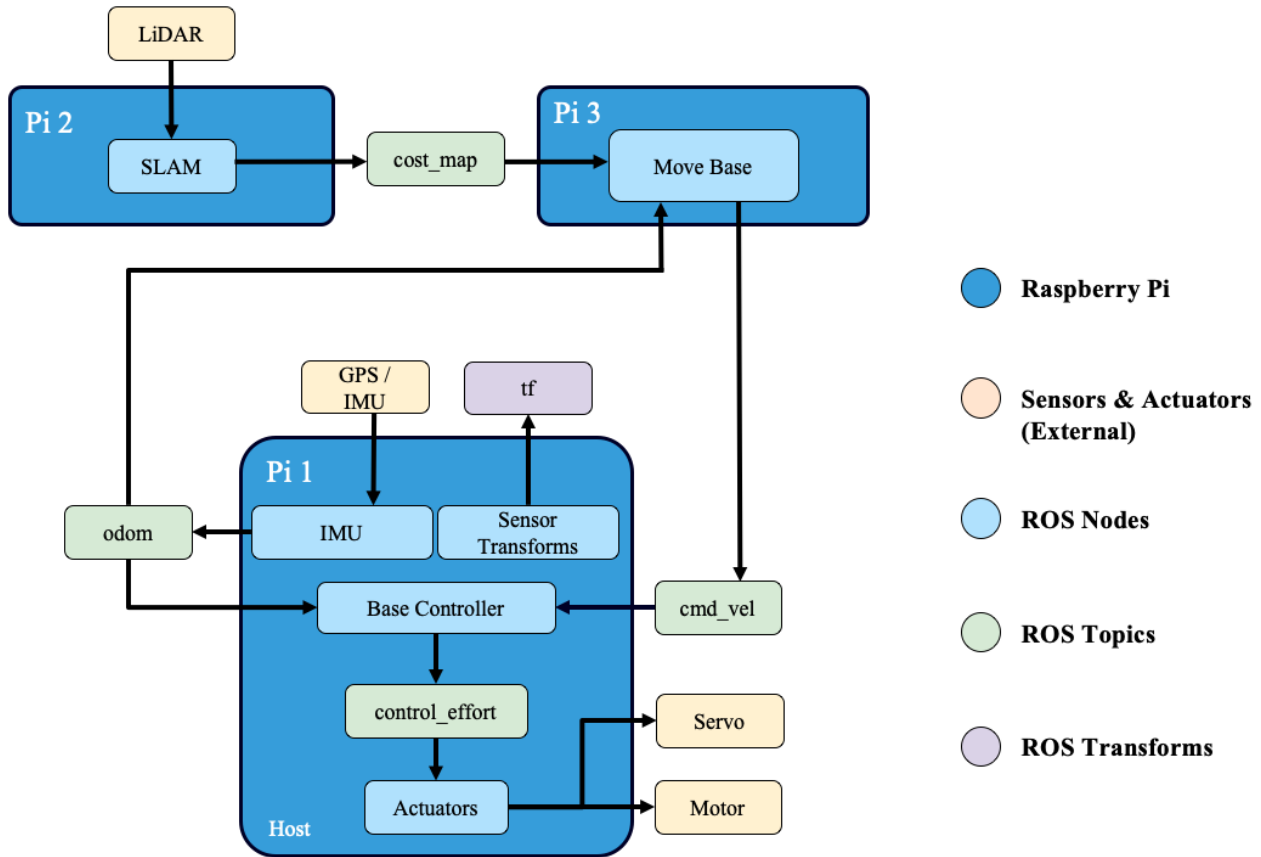 LiDAR
Pi 2
SLAM
cost_map
Pi 3
Move Base
Raspberry Pi
Sensors & Actuators
(External)
ROS Nodes
ROS Topics
ROS Transforms
GPS /
IMU
tf
Pi 1
odom
IMU
Sensor
Transforms
Base Controller
cmd_vel
control_effort
Servo
Actuators
Motor
Host